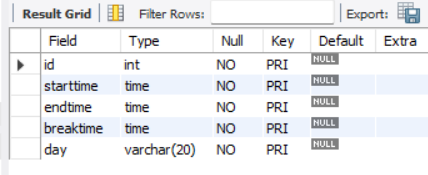 Result Grid Filter Rows: Export:
Field Type Null Key Default Extra
id int NO PRI NULL
starttime time NO PRI NULL
endtime time NO PRI NULL
breaktime time NO PRI NULL
day varchar(20) NO PRI NULL